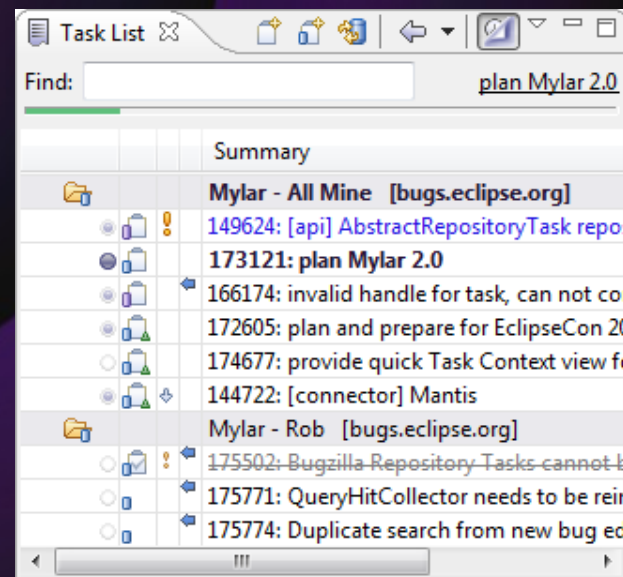 Task List
Find: plan Mylar 2.0
Summary
Mylar - All Mine [bugs.eclipse.org]
149624: [api] AbstractRepositoryTask repos
173121: plan Mylar 2.0
166174: invalid handle for task, can not co
172605: plan and prepare for EclipseCon 20
174677: provide quick Task Context view fo
144722: [connector] Mantis
Mylar - Rob [bugs.eclipse.org]
175502: Bugzilla Repository Tasks cannot b
175771: QueryHitCollector needs to be rein
175774: Duplicate search from new bug ed